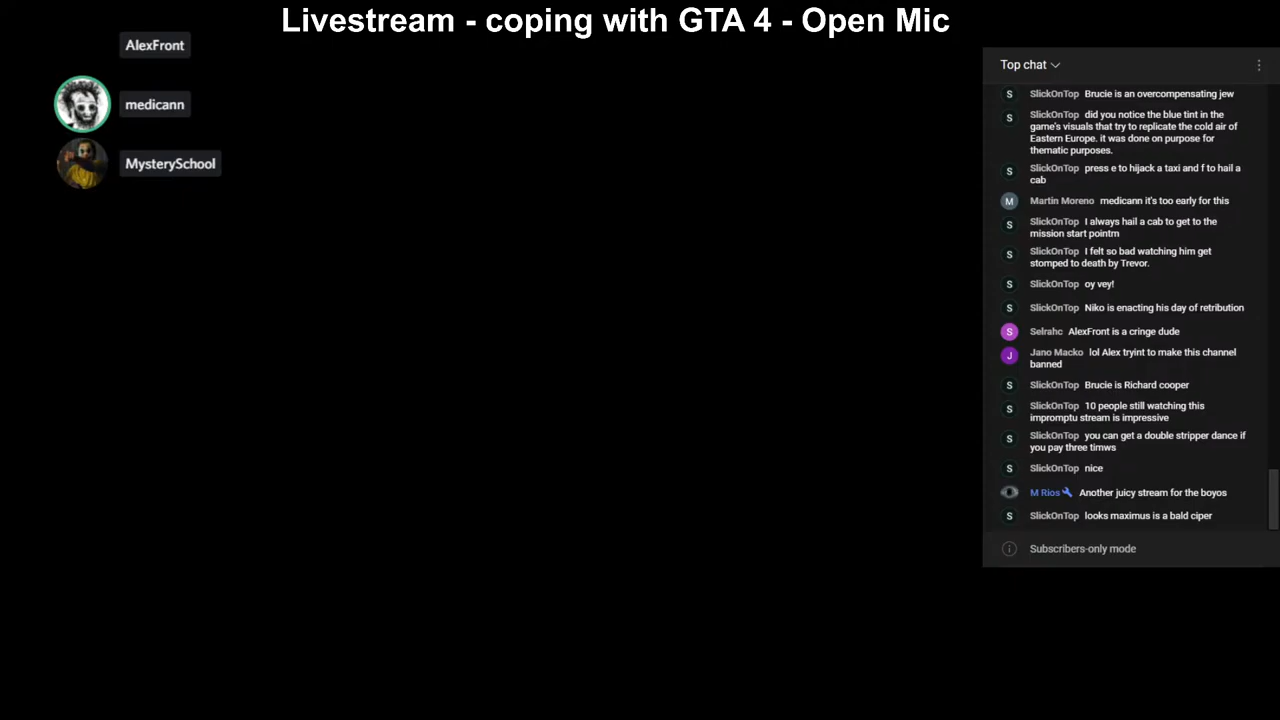 Livestream - coping with GTA 4 - Open Mic
AlexFront
medicann
MysterySchool
Top chat
S SlickOnTop Brucie is an overcompensating jew
S SlickOnTop did you notice the blue tint in the
game's visuals that try to replicate the cold air of
Eastern Europe. it was done on purpose for
thematic purposes.
S SlickOnTop press e to hijack a taxi and f to hail a
cab
M Martin Moreno medicann it's too early for this
S SlickOnTop I always hail a cab to get to the
mission start pointm
S SlickOnTop I felt so bad watching him get
stomped to death by Trevor.
S SlickOnTop oy vey!
S SlickOnTop Niko is enacting his day of retribution
S Selrahc AlexFront is a cringe dude
J Jano Macko lol Alex tryint to make this channel
banned
S SlickOnTop Brucie is Richard cooper
S SlickOnTop 10 people still watching this
impromptu stream is impressive
S SlickOnTop you can get a double stripper dance if
you pay three timws
S SlickOnTop nice
M Rios Another juicy stream for the boyos
S SlickOnTop looks maximus is a bald ciper
Subscribers-only mode